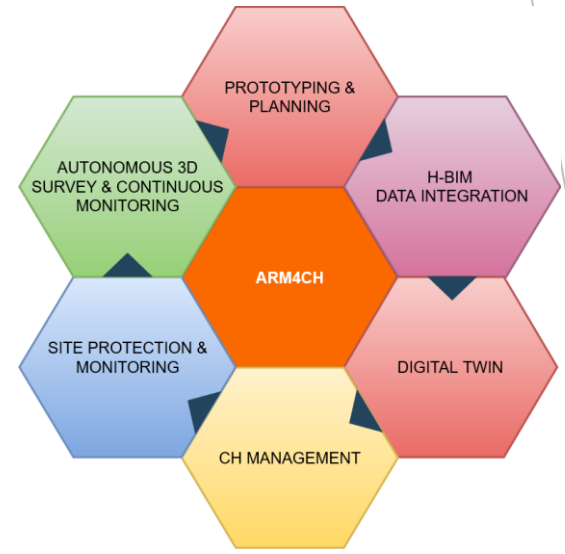 PROTOTYPING &
PLANNING
AUTONOMOUS 3D
SURVEY & CONTINUOUS
MONITORING
H-BIM
DATA INTEGRATION
ARM4CH
SITE PROTECTION &
MONITORING
DIGITAL TWIN
CH MANAGEMENT